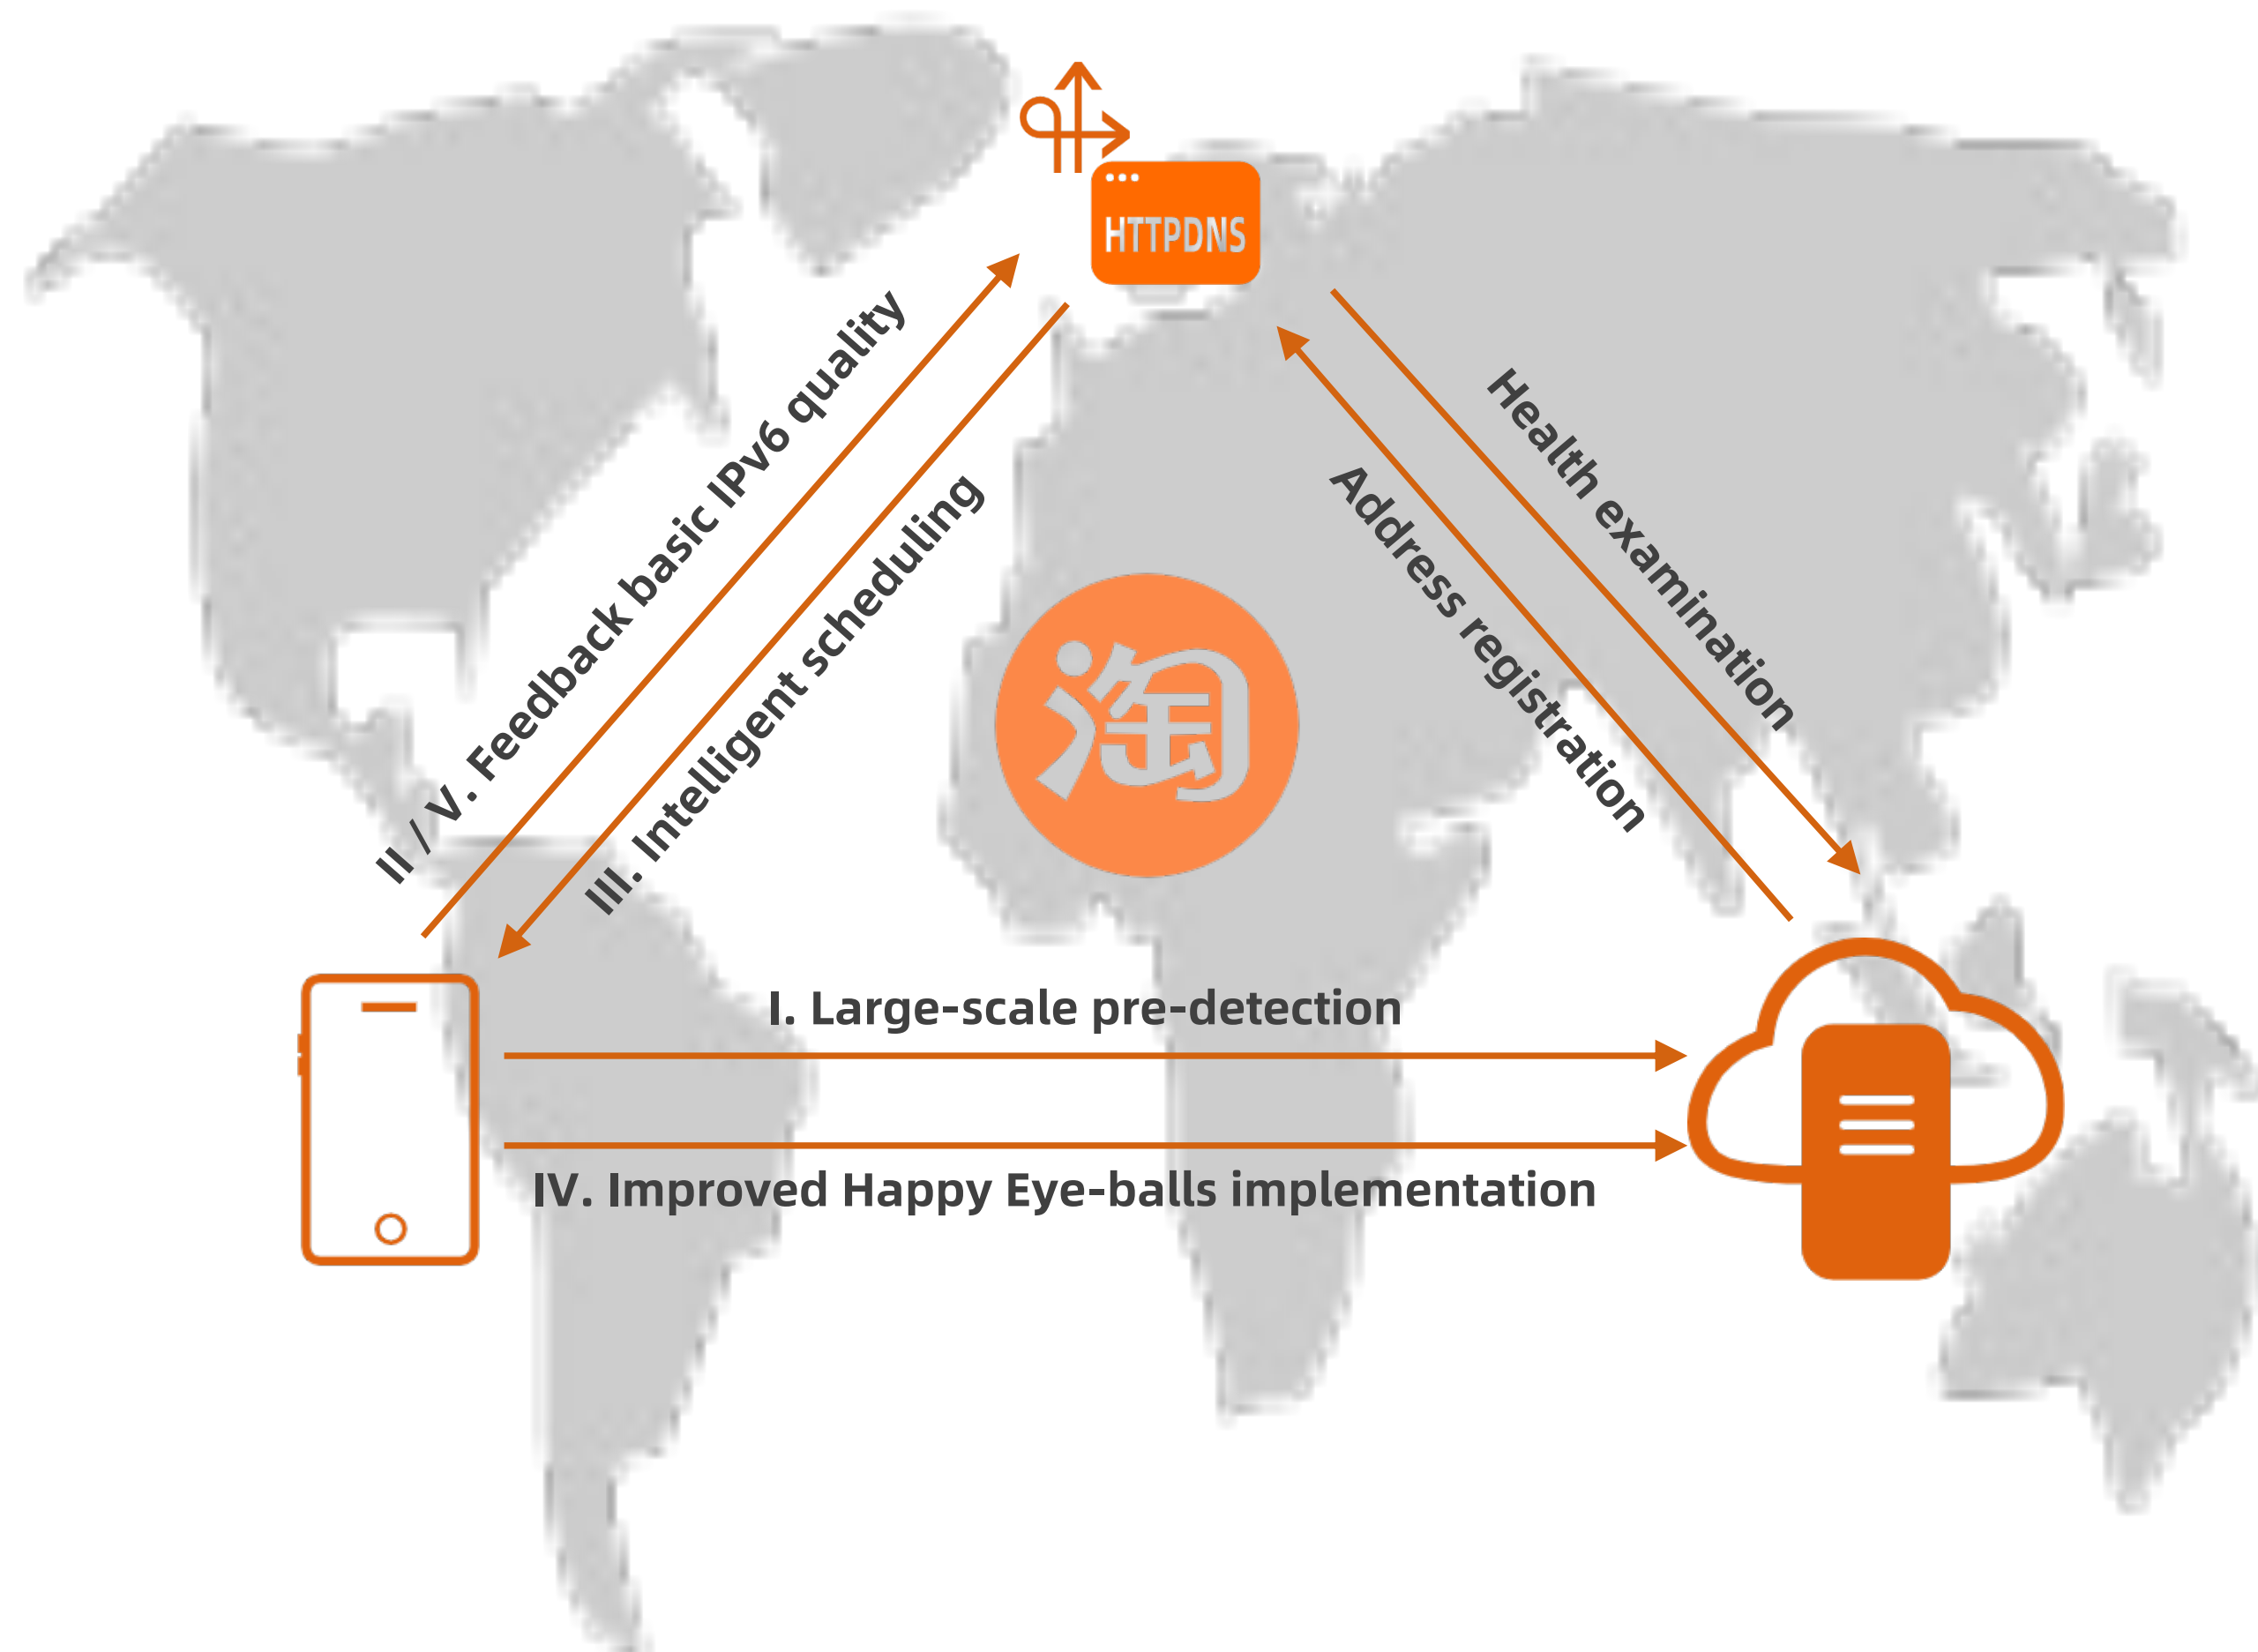 HTTPDNS
II / V. Feedback basic IPv6 quality
III. Intelligent scheduling
Health examination
Address registration
淘
I. Large-scale pre-detection
IV. Improved Happy Eye-balls implementation